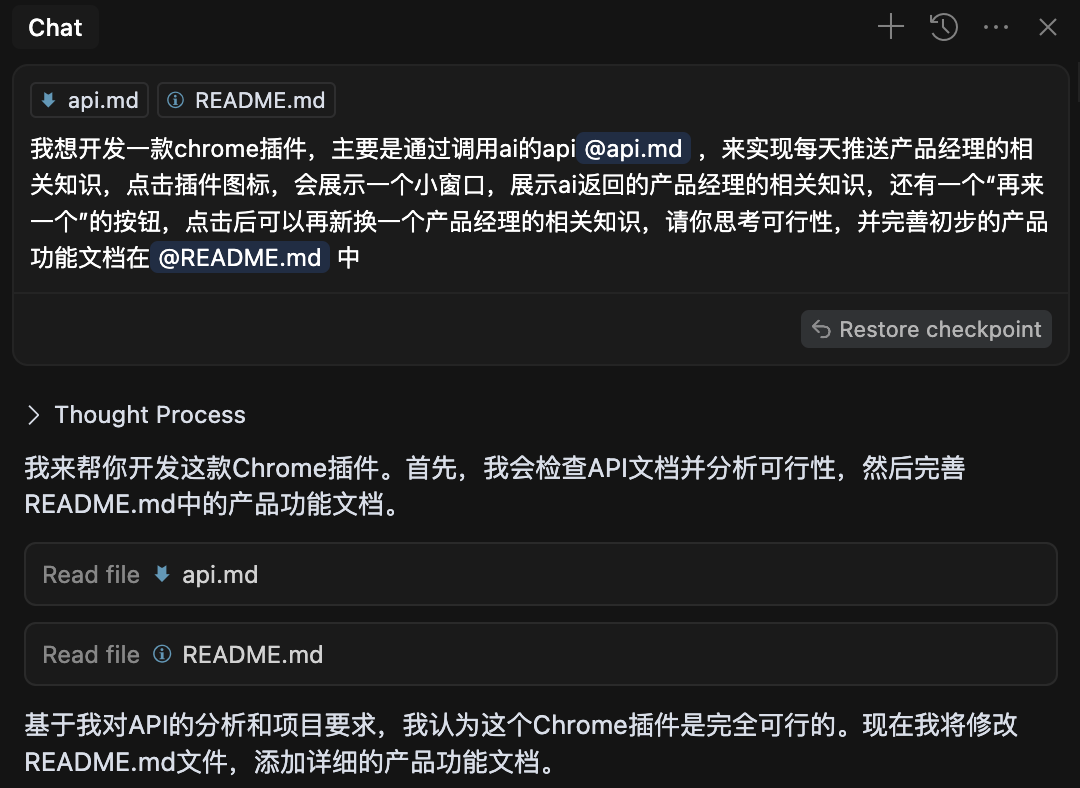 Chat
api.md README.md
我想开发一款chrome插件，主要是通过调用ai的api @api.md ，来实现每天推送产品经理的相
关知识，点击插件图标，会展示一个小窗口，展示ai返回的产品经理的相关知识，还有一个“再来
一个”的按钮，点击后可以再新换一个产品经理的相关知识，请你思考可行性，并完善初步的产品
功能文档在 @README.md 中
Restore checkpoint
Thought Process
我来帮你开发这款Chrome插件。首先，我会检查API文档并分析可行性，然后完善
README.md中的产品功能文档。
Read file api.md
Read file README.md
基于我对API的分析和项目要求，我认为这个Chrome插件是完全可行的。现在我将修改
README.md文件，添加详细的产品功能文档。